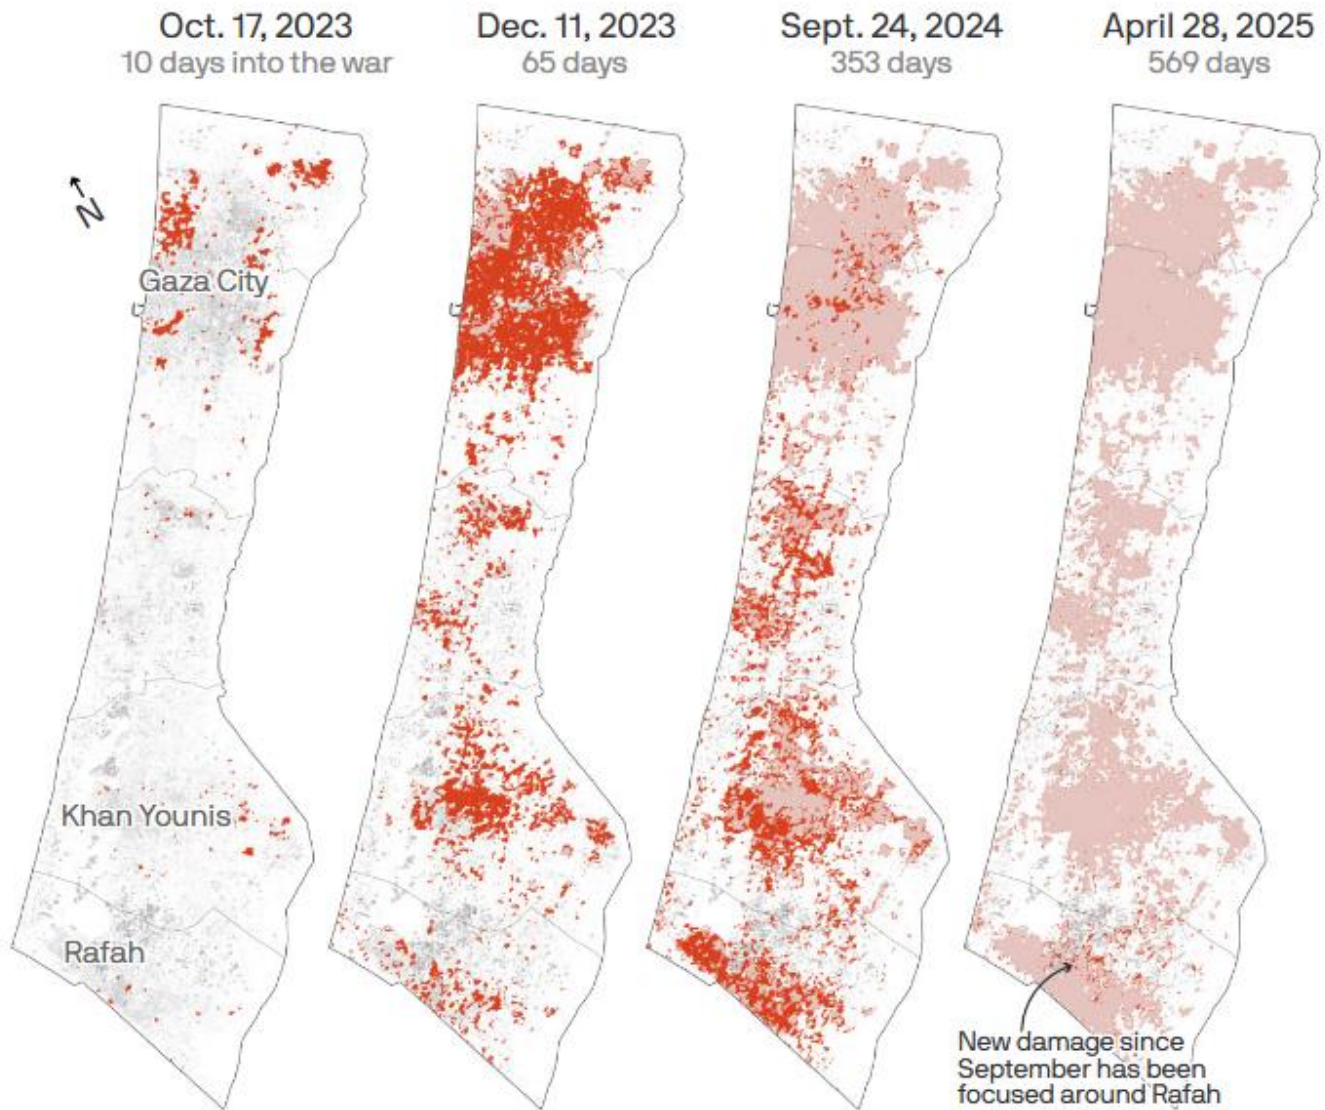 Oct. 17, 2023
10 days into the war
Dec. 11, 2023
65 days
Sept. 24, 2024
353 days
April 28, 2025
569 days
N
Gaza City
Khan Younis
Rafah
New damage since
September has been
focused around Rafah